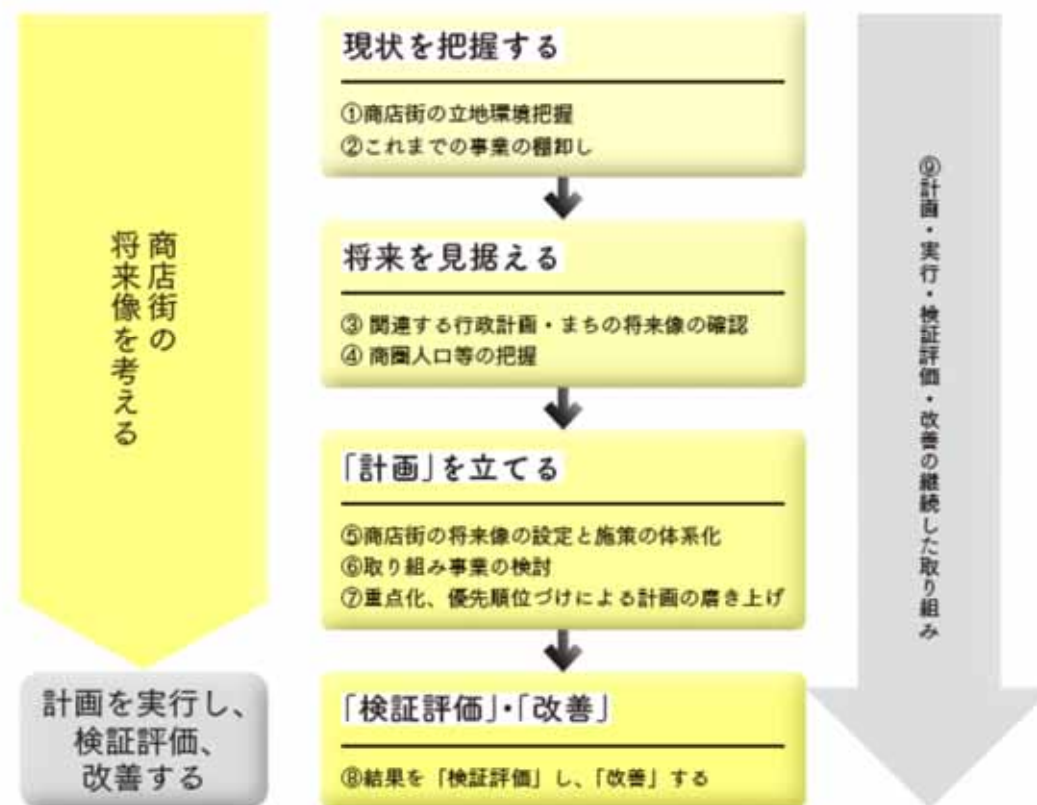 商店街の
将来像を考える
計画を実行し、
検証評価、
改善する
現状を把握する
①商店街の立地環境把握
②これまでの事業の棚卸し
将来を見据える
③ 関連する行政計画・まちの将来像の確認
④ 商圏人口等の把握
「計画」を立てる
⑤商店街の将来像の設定と施策の体系化
⑥取り組み事業の検討
⑦重点化、優先順位づけによる計画の磨き上げ
「検証評価」・「改善」
⑧結果を「検証評価」し、「改善」する
⑨計画・実行・検証評価・改善の継続した取り組み